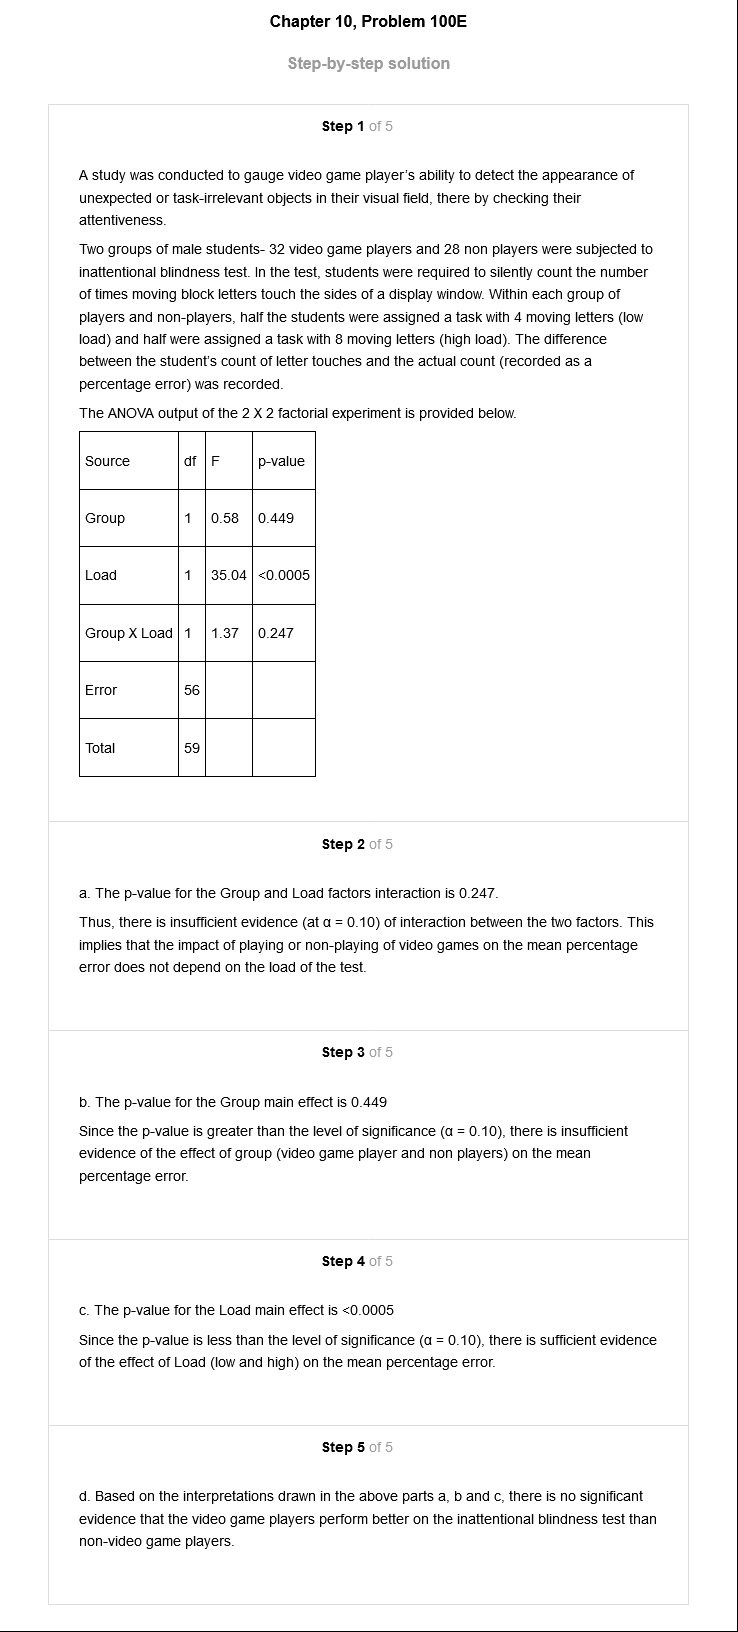 Chapter 10, Problem 100E
Step-by-step solution
Step 1 of 5
A study was conducted to gauge video game player's ability to detect the appearance of
unexpected or task-irrelevant objects in their visual field, there by checking their
attentiveness.
Two groups of male students- 32 video game players and 28 non players were subjected to
inattentional blindness test. In the test, students were required to silently count the number
of times moving block letters touch the sides of a display window. Within each group of
players and non-players, half the students were assigned a task with 4 moving letters (low
load) and half were assigned a task with 8 moving letters (high load). The difference
between the student's count of letter touches and the actual count (recorded as a
percentage error) was recorded.
The ANOVA output of the 2 X 2 factorial experiment is provided below.
Source df F p-value
Group 1 0.58 0.449
Load 1 35.04 <0.0005
Group X Load 1 1.37 0.247
Error 56
Total 59
Step 2 of 5
a. The p-value for the Group and Load factors interaction is 0.247.
Thus, there is insufficient evidence (at α = 0.10) of interaction between the two factors. This
implies that the impact of playing or non-playing of video games on the mean percentage
error does not depend on the load of the test.
Step 3 of 5
b. The p-value for the Group main effect is 0.449
Since the p-value is greater than the level of significance (α = 0.10), there is insufficient
evidence of the effect of group (video game player and non players) on the mean
percentage error.
Step 4 of 5
c. The p-value for the Load main effect is <0.0005
Since the p-value is less than the level of significance (α = 0.10), there is sufficient evidence
of the effect of Load (low and high) on the mean percentage error.
Step 5 of 5
d. Based on the interpretations drawn in the above parts a, b and c, there is no significant
evidence that the video game players perform better on the inattentional blindness test than
non-video game players.